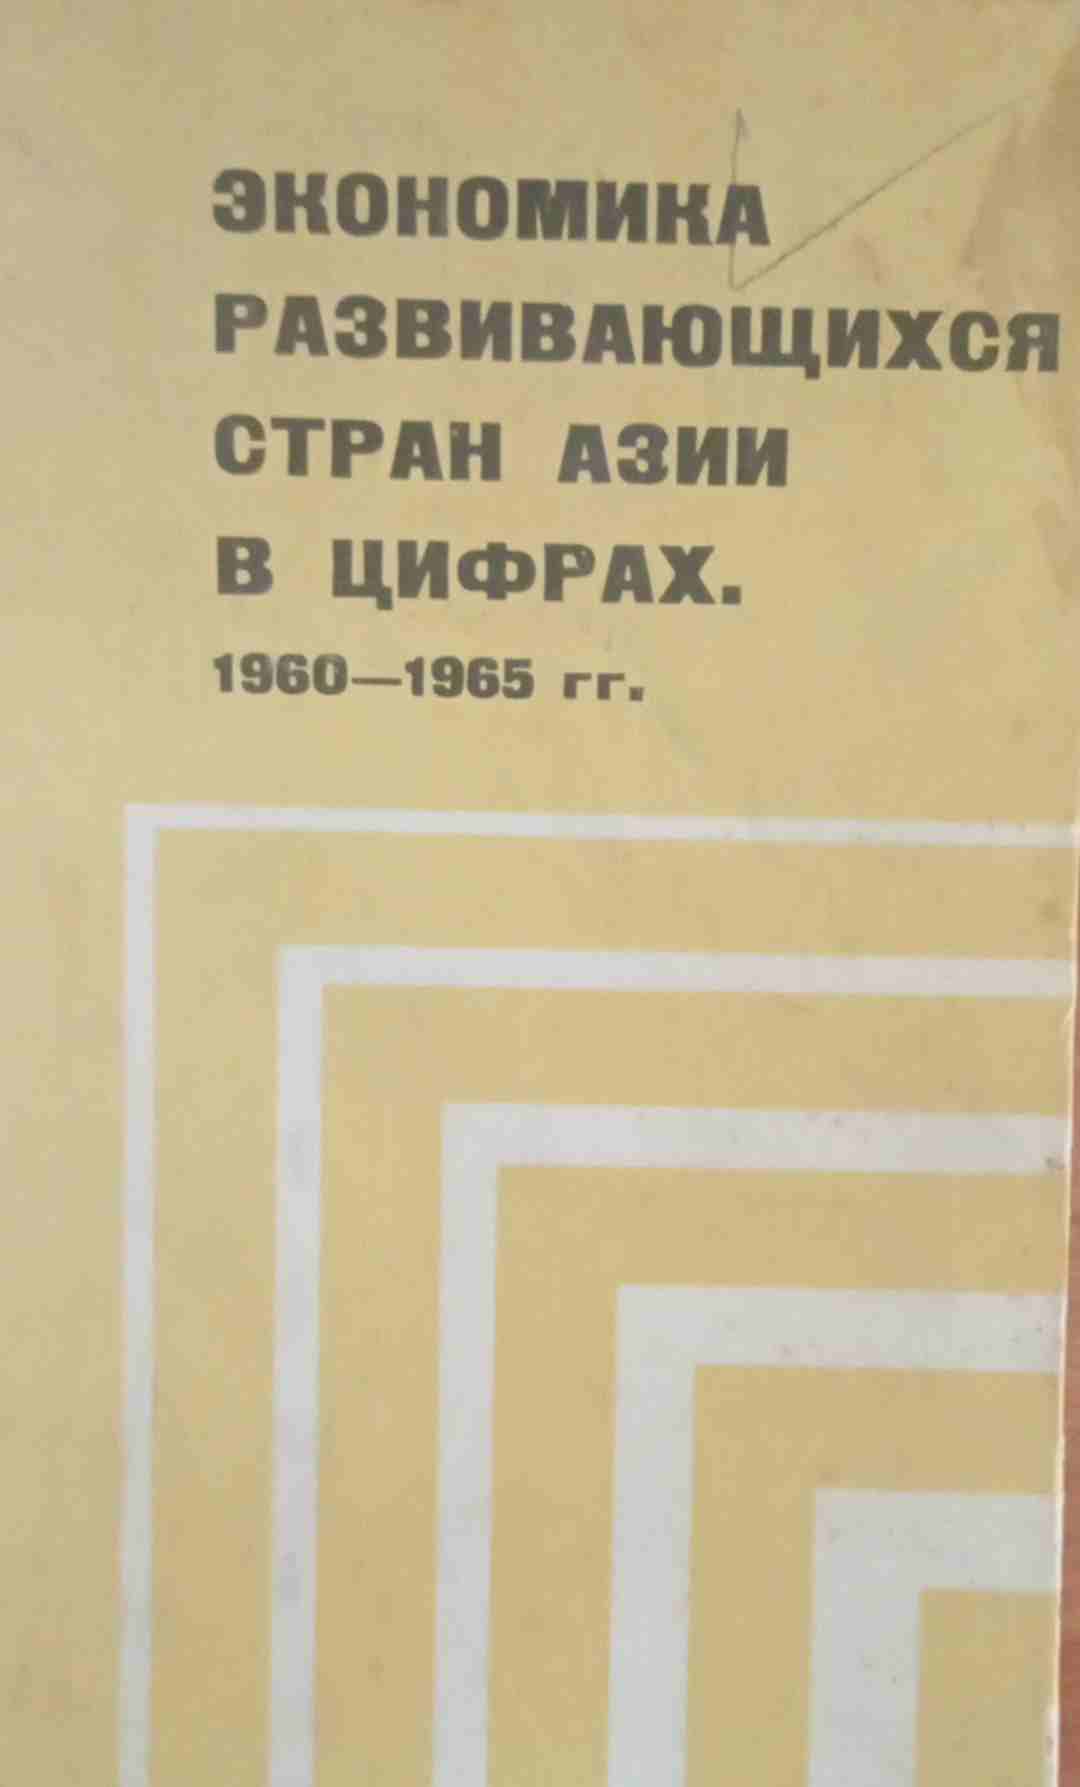 ЭКОНОМИКА
РАЗВИВАЮЩИХСЯ
СТРАН АЗИИ
В ЦИФРАХ.
1960—1965 гг.